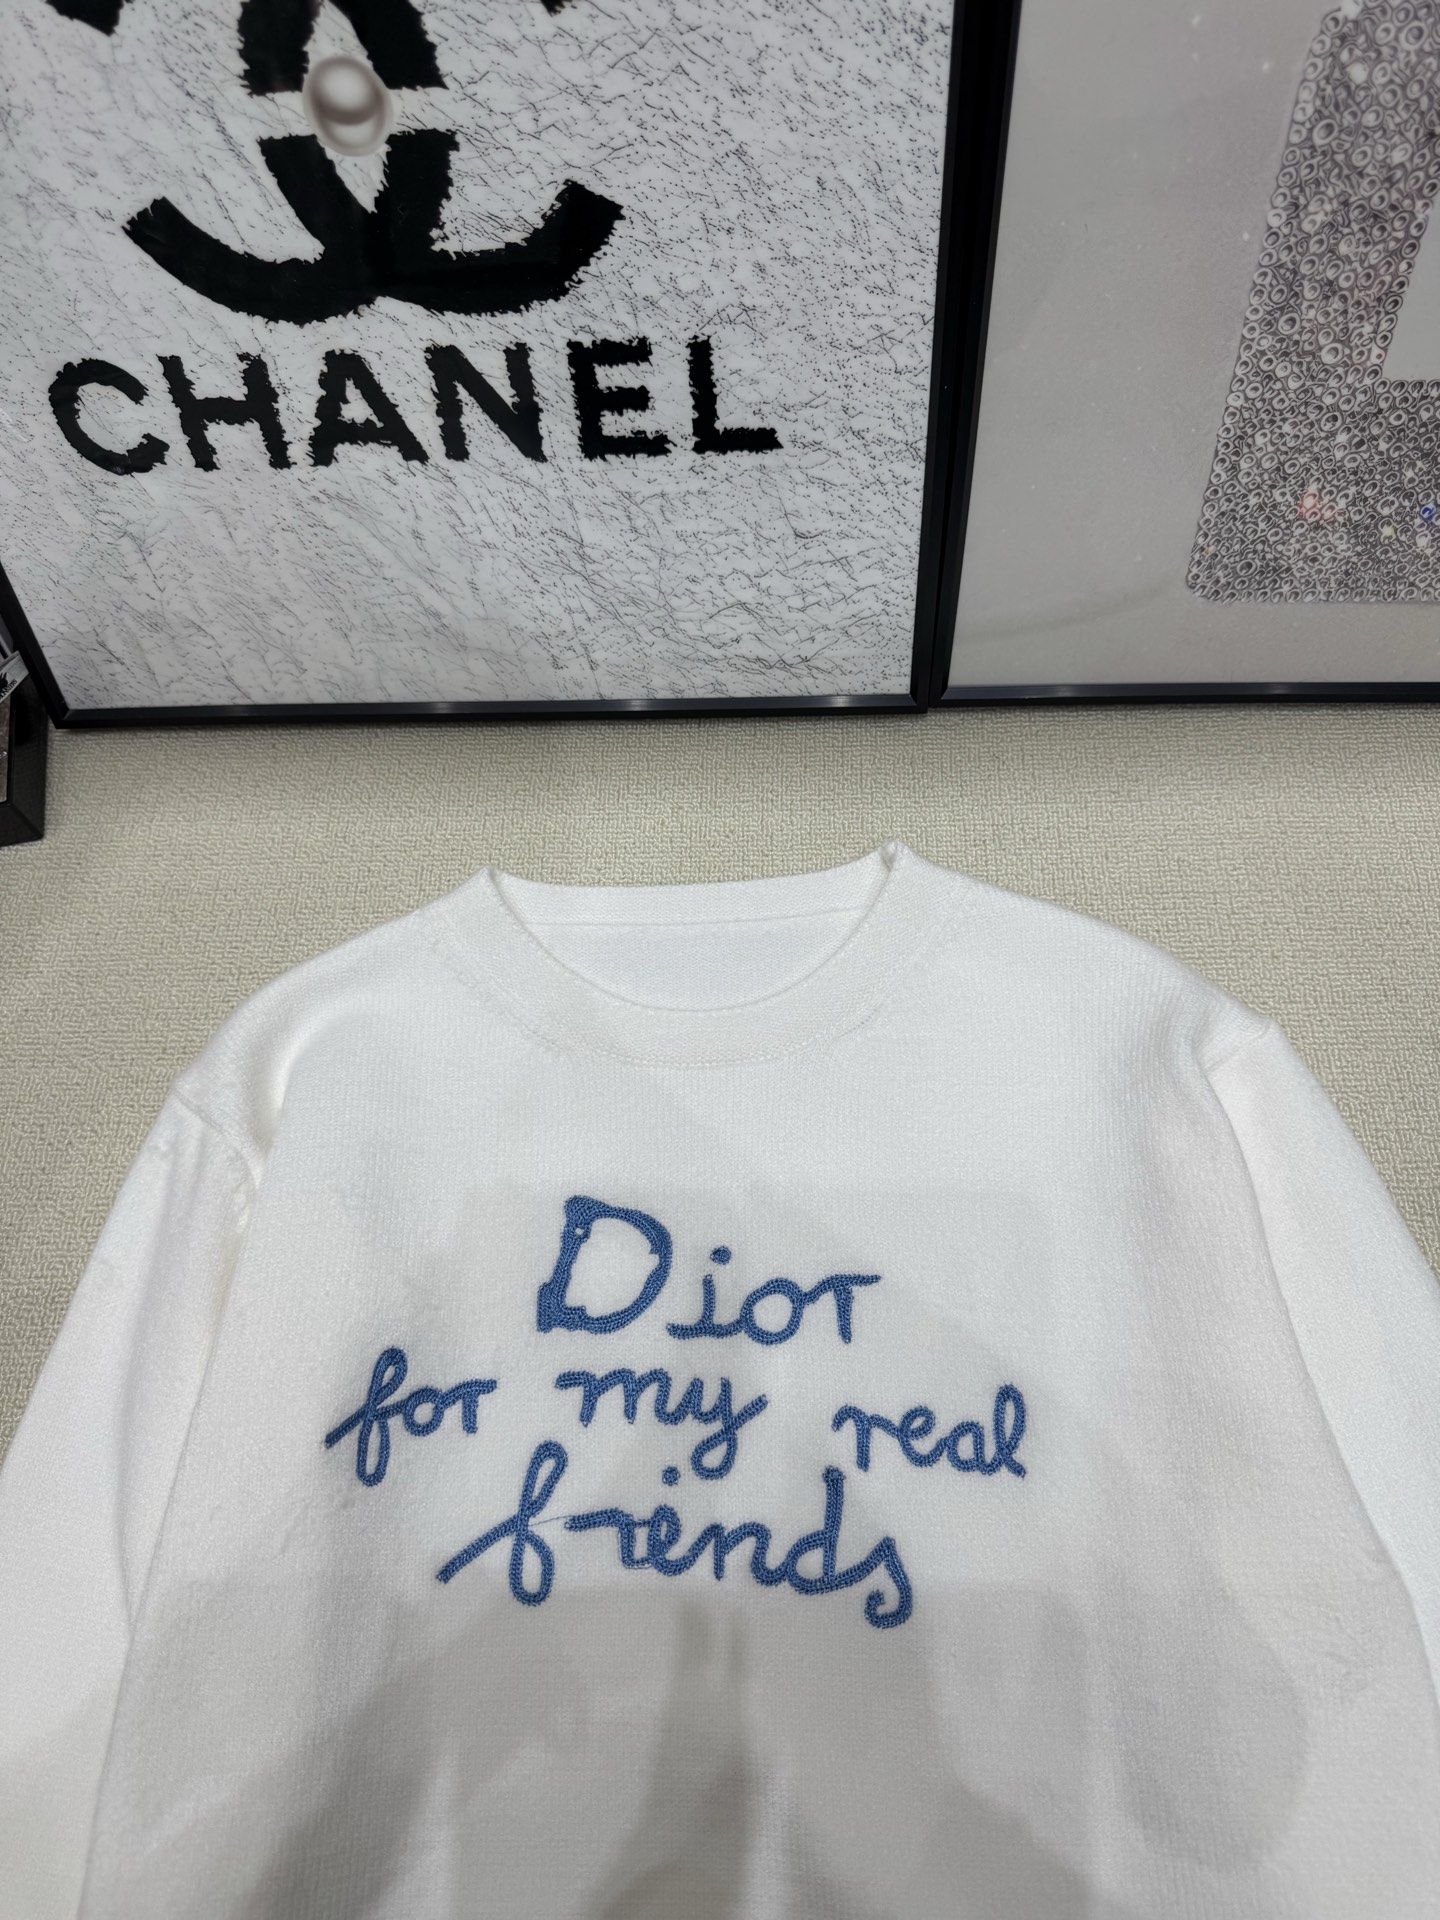 CHANEL
Dior
for my real
friends